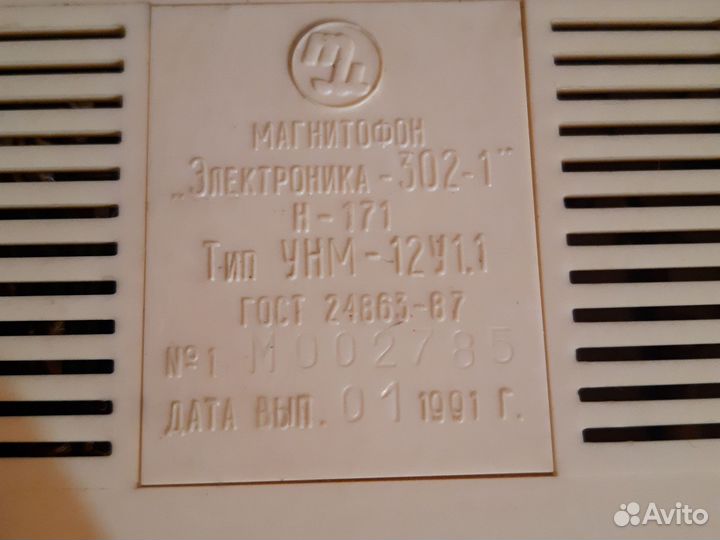 МАГНИТОФОН
„Электроника-302-1"
Н-171
Тип УНМ-12У1.1
ГОСТ 24863-87
№1 М002785
ДАТА ВЫП. 01 1991 Г.
Avito